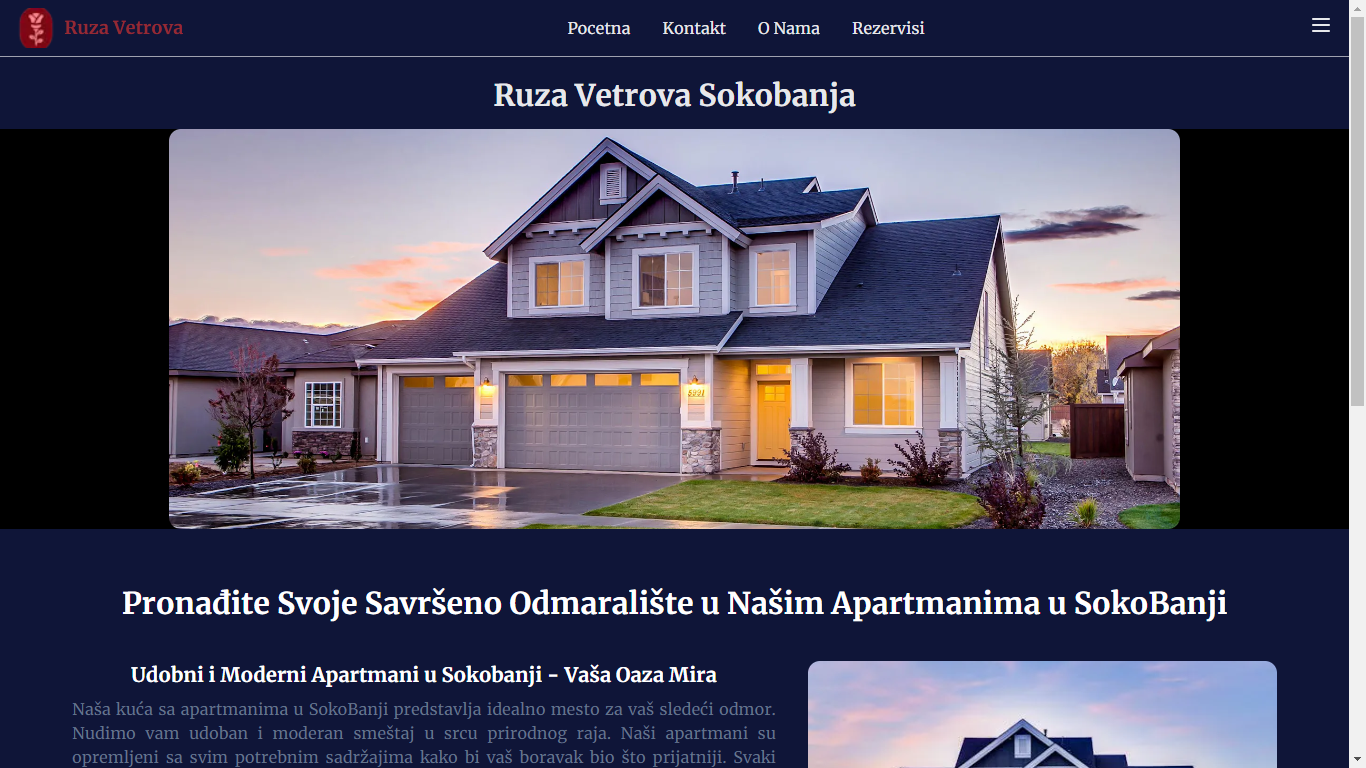 Ruza Vetrova
Pocetna Kontakt O Nama Rezervisi
Ruza Vetrova Sokobanja
5991
Pronađite Svoje Savršeno Odmaralište u Našim Apartmanima u SokoBanji
Udobni i Moderni Apartmani u Sokobanji - Vaša Oaza Mira
Naša kuća sa apartmanima u SokoBanji predstavlja idealno mesto za vaš sledeći odmor.
Nudimo vam udoban i moderan smeštaj u srcu prirodnog raja. Naši apartmani su
opremljeni sa svim potrebnim sadržajima kako bi vaš boravak bio što prijatniji. Svaki